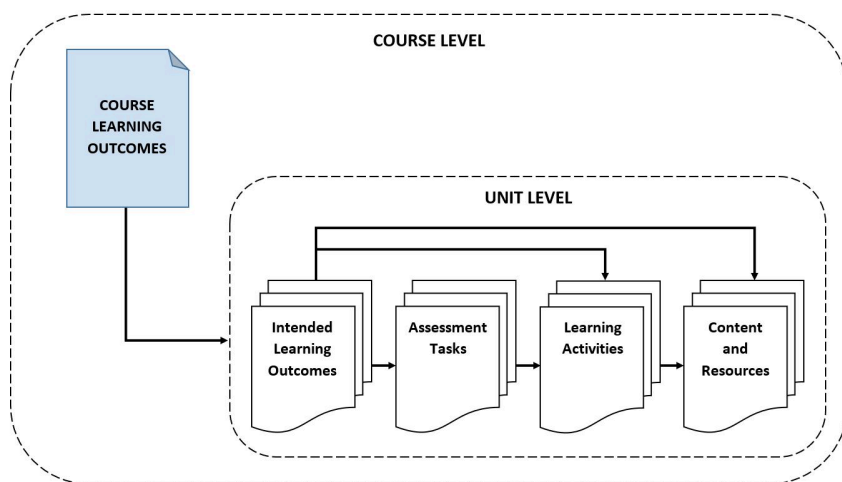 COURSE LEVEL
COURSE
LEARNING
OUTCOMES
UNIT LEVEL
Intended
Learning
Outcomes
Assessment
Tasks
Learning
Activities
Content
and
Resources